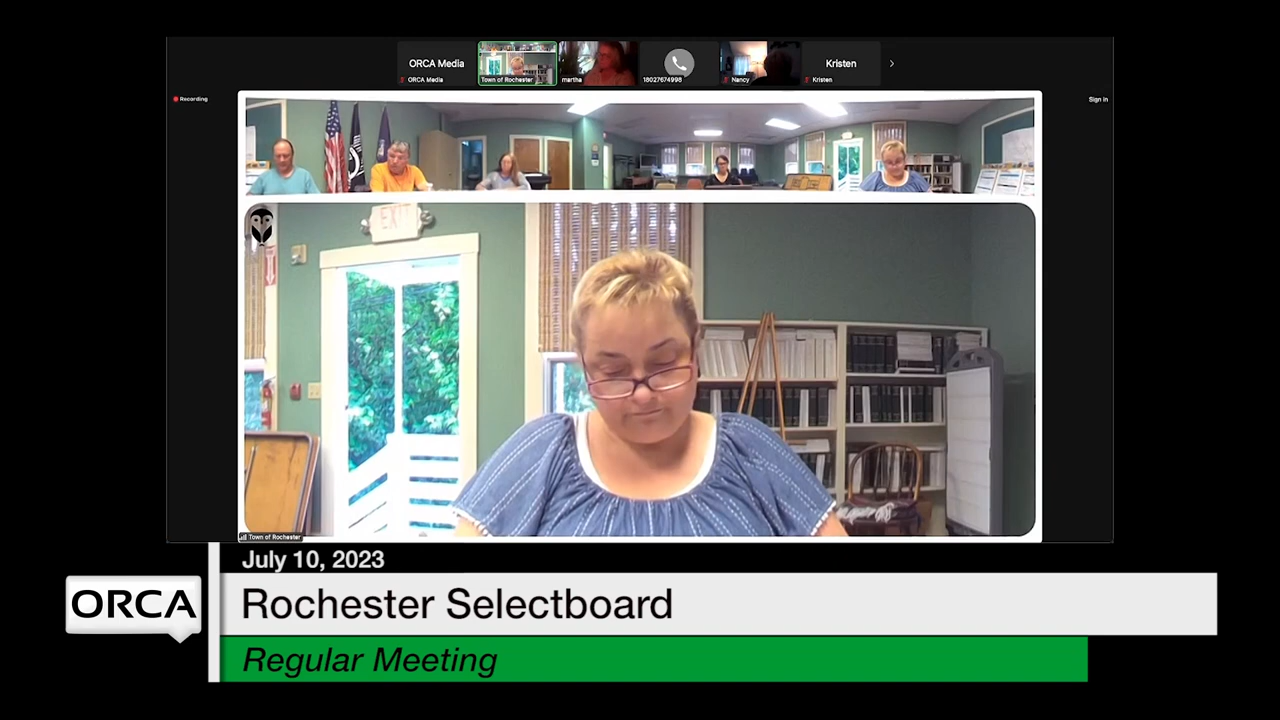 ORCA Media
Kristen
ORCA Media
Town of Rochester
martha
18027674998
Nancy
Kristen
Recording
Sign in
EXIT
Town of Rochester
July 10, 2023
ORCA
Rochester Selectboard
Regular Meeting